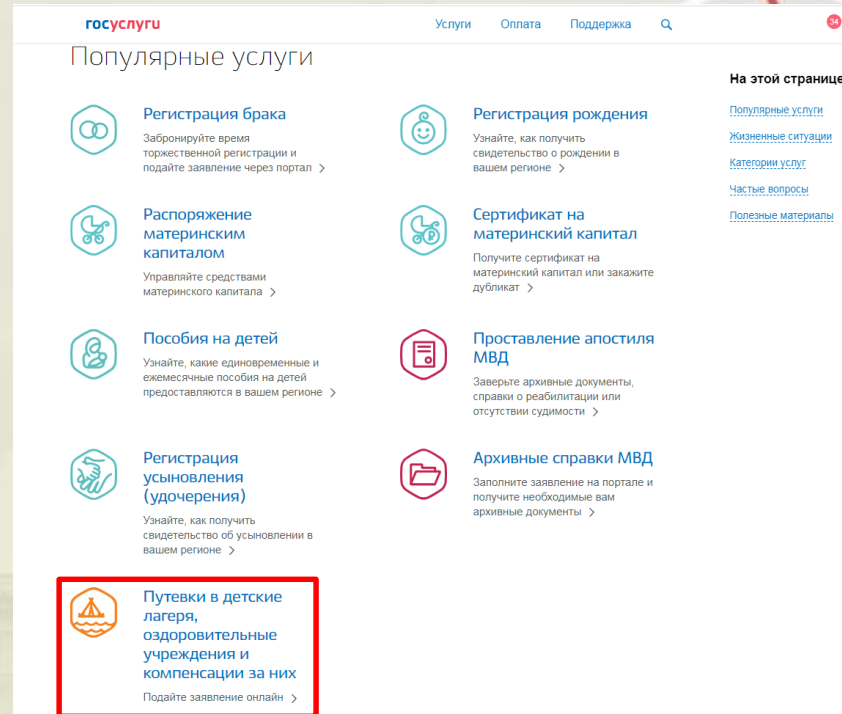 госуслуги
Услуги Оплата Поддержка
34
Популярные услуги
На этой странице
Популярные услуги
Жизненные ситуации
Категории услуг
Частые вопросы
Полезные материалы
Регистрация брака
Забронируйте время
торжественной регистрации и
подайте заявление через портал >
Регистрация рождения
Узнайте, как получить
свидетельство о рождении в
вашем регионе >
Распоряжение
материнским
капиталом
Управляйте средствами
материнского капитала >
Сертификат на
материнский капитал
Получите сертификат на
материнский капитал или закажите
дубликат >
Пособия на детей
Узнайте, какие единовременные и
ежемесячные пособия на детей
предоставляются в вашем регионе >
Проставление апостиля
МВД
Заверьте архивные документы,
справки о реабилитации или
отсутствии судимости >
Регистрация
усыновления
(удочерения)
Узнайте, как получить
свидетельство об усыновлении в
вашем регионе >
Архивные справки МВД
Заполните заявление на портале и
получите необходимые вам
архивные документы >
Путевки в детские
лагеря,
оздоровительные
учреждения и
компенсации за них
Подайте заявление онлайн >